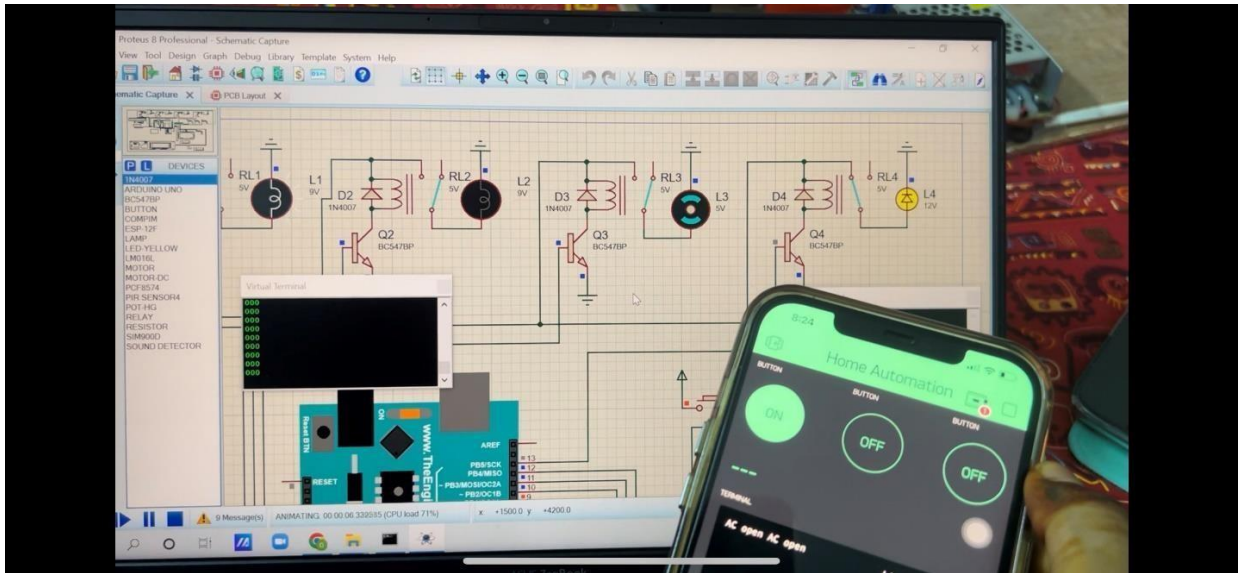 Proteus 8 Professional - Schematic Capture
View Tool Design Graph Debug Library Template System Help
ematic Capture X PCB Layout X
P L DEVICES
1N4007
ARDUINO UNO
BC547BP
BUTTON
COMPIM
ESP-12F
LAMP
LED-YELLOW
LM016L
MOTOR
MOTOR-DC
PCF8574
PIR SENSOR4
POT-HG
RELAY
RESISTOR
SIM900D
SOUND DETECTOR
RL1
5V
L1
9V
D2
1N4007
RL2
5V
L2
9V
D3
1N4007
RL3
5V
L3
5V
D4
1N4007
RL4
5V
L4
12V
Q2
BC547BP
Q3
BC547BP
Q4
BC547BP
Virtual Terminal
000
000
000
000
000
000
000
000
Reset BTN
ON
www.TheEngi
RESET
AREF
PB5/SCK
PB4/MISO
PB3/MOSI/OC2A
PB2/OC1B
13
12
11
10
9
9 Message(s)
ANIMATING: 00:00:06.330585 (CPU load 71%)
x +1500.0 y +4200.0
8:24
Home Automation
BUTTON
BUTTON
BUTTON
ON
OFF
OFF
---
TERMINAL
AC open AC open